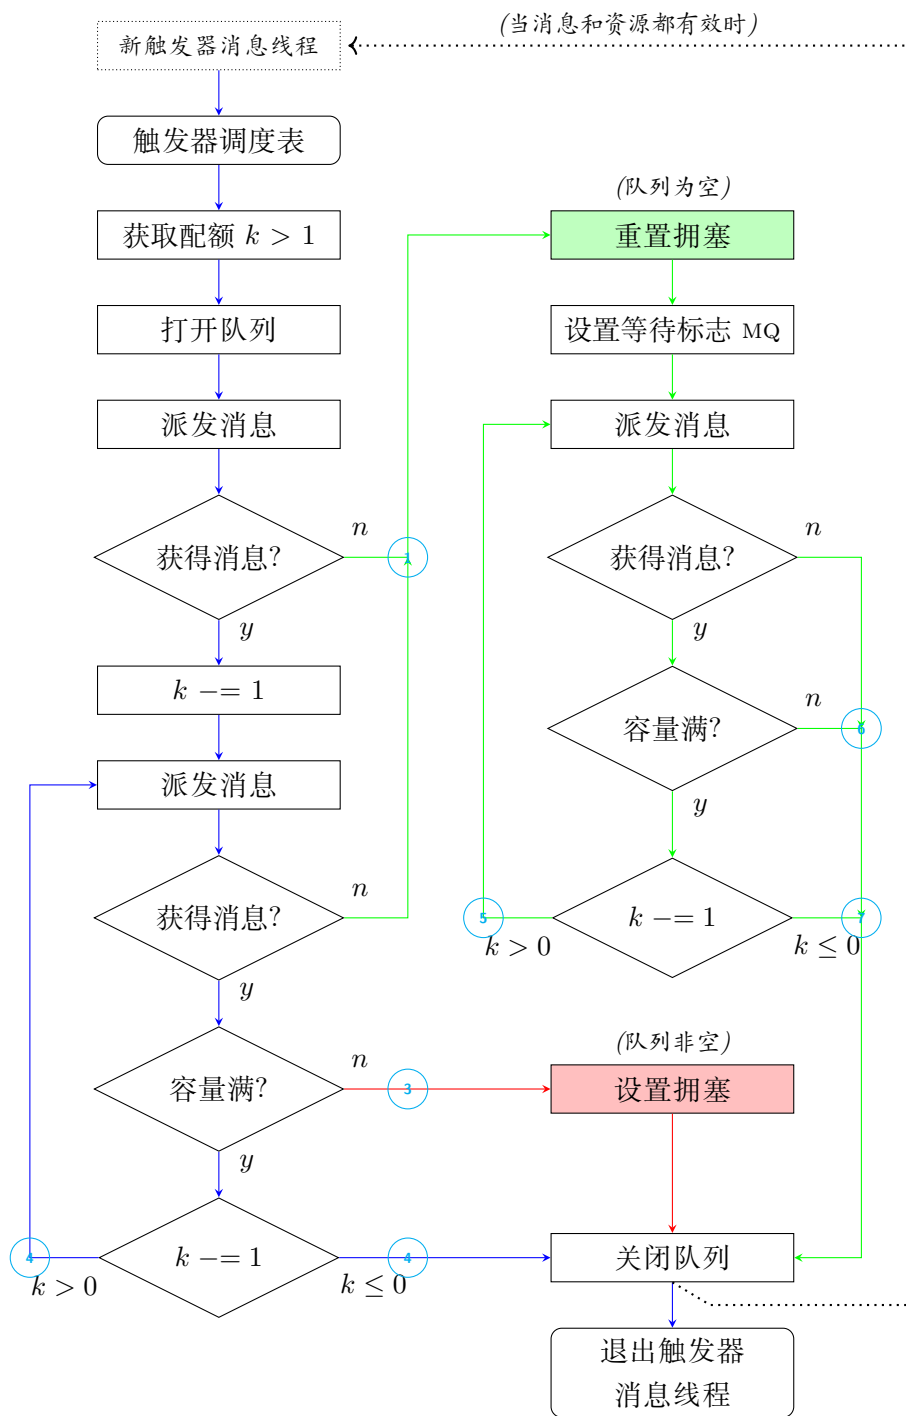 (当消息和资源都有效时)
新触发器消息线程
触发器调度表
(队列为空)
获取配额 k > 1
重置拥塞
打开队列
设置等待标志 MQ
派发消息
派发消息
获得消息?
n
1
获得消息?
n
y
y
k −= 1
容量满?
n
6
派发消息
y
获得消息?
n
5
k > 0
k −= 1
k ≤ 0
7
y
(队列非空)
容量满?
n
3
设置拥塞
y
4
k > 0
k −= 1
k ≤ 0
4
关闭队列
退出触发器
消息线程